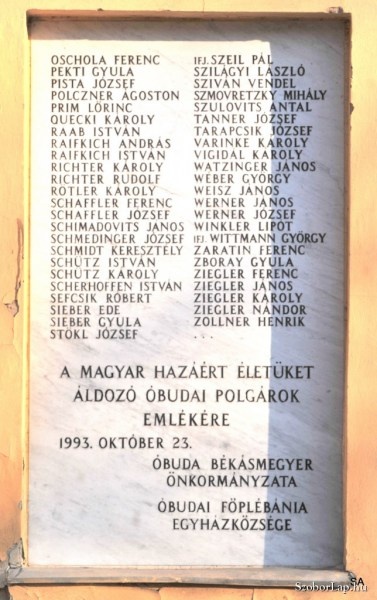 OSCHOLA FERENC
PEKTI GYULA
PISTA JÓZSEF
POLCZNER ÁGOSTON
PRIM LŐRINC
QUECKI KÁROLY
RAAB ISTVÁN
RAIFKICH ANDRÁS
RAIFKICH ISTVÁN
RICHTER KÁROLY
RICHTER RUDOLF
ROTLER KÁROLY
SCHAFFLER FERENC
SCHAFFLER JÓZSEF
SCHIMADOVITS JÁNOS
SCHMEDINGER JÓZSEF
SCHMIDT KERESZTÉLY
SCHÜTZ ISTVÁN
SCHÜTZ KÁROLY
SCHERHOFFEN ISTVÁN
SEFCSIK RÓBERT
SIEBER EDE
SIEBER GYULA
STÖKL JÓZSEF
IFJ. SZEIL PÁL
SZILÁGYI LÁSZLÓ
SZIVÁN VENDEL
SZMOVRETZKY MIHÁLY
SZULOVITS ANTAL
TANNER JÓZSEF
TARAPCSIK JÓZSEF
VARINKE KÁROLY
VIGIDÁL KÁROLY
WATZINGER JÁNOS
WEBER GYÖRGY
WEISZ JÁNOS
WERNER JÁNOS
WERNER JÓZSEF
WINKLER LIPÓT
IFJ. WITTMANN GYÖRGY
ZARATIN FERENC
ZBORAY GYULA
ZIEGLER FERENC
ZIEGLER JÁNOS
ZIEGLER KÁROLY
ZIEGLER NÁNDOR
ZOLLNER HENRIK
. . .
A MAGYAR HAZÁÉRT ÉLETÜKET
ÁLDOZÓ ÓBUDAI POLGÁROK
EMLÉKÉRE
1993. OKTÓBER 23.
ÓBUDA BÉKÁSMEGYER
ÖNKORMÁNYZATA
ÓBUDAI FŐPLÉBÁNIA
EGYHÁZKÖZSÉGE
SA
SzoborLap.hu